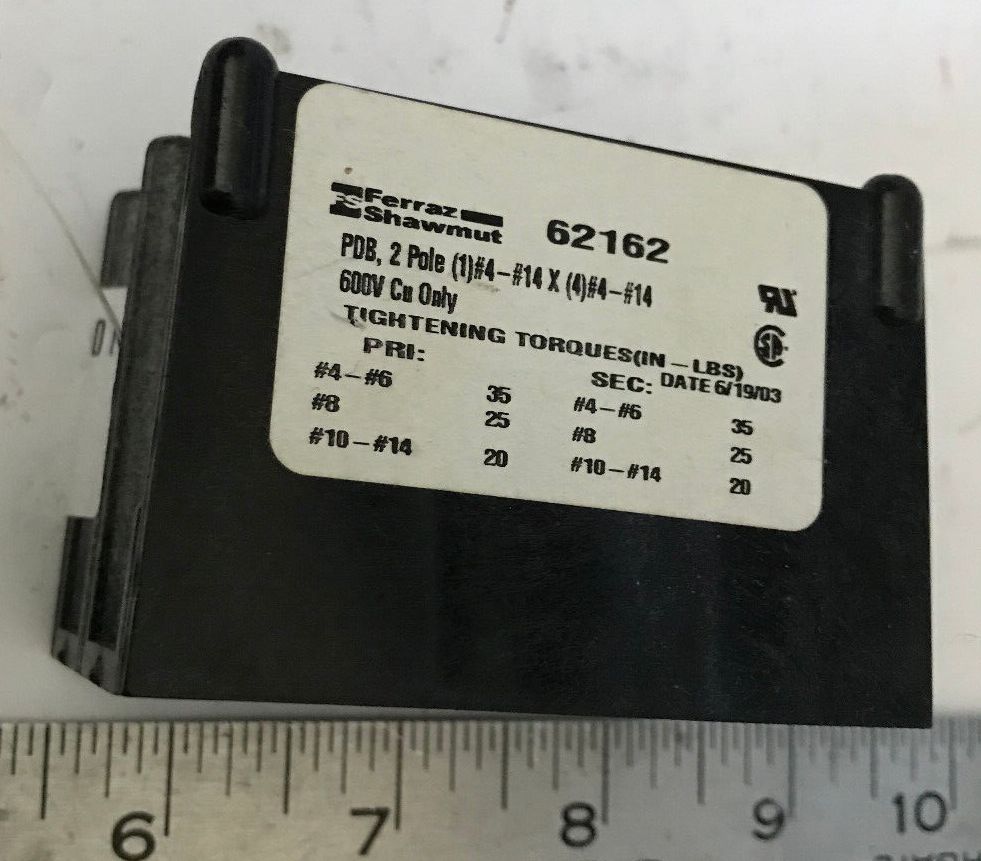 FS Ferraz
Shawmut
62162
PDB, 2 Pole (1)#4-#14 X (4)#4-#14
600V Cu Only
TIGHTENING TORQUES(IN-LBS)
PRI:
SEC: DATE 6/19/03
#4-#6 35 #4-#6 35
#8 25 #8 25
#10-#14 20 #10-#14 20
6 7 8 9 10